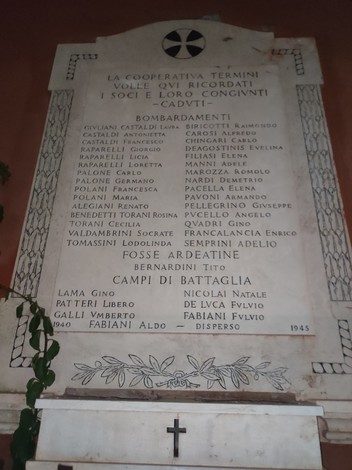 LA COOPERATIVA TERMINI
VOLLE QVI RICORDATI
I SOCI E LORO CONGIVNTI
-CADVTI-
BOMBARDAMENTI
GIVLIANI CASTALDI LAURA BIRICOTTI RAIMONDO
CASTALDI ANTONIETTA CAROSI ALFREDO
CASTALDI FRANCESCO CHINGARI CARLO
RAPARELLI GIORGIO DEAGOSTINIS EVELINA
RAPARELLI LICIA FILIASI ELENA
RAPARELLI LORETTA MANNI ADELE
PALONE CARLO MAROZZA ROMOLO
PALONE GERMANO NARDI DEMETRIO
POLANI FRANCESCA PACELLA ELENA
POLANI MARIA PAVONI ARMANDO
ALEGIANI RENATO PELLEGRINO GIVSEPPE
BENEDETTI TORANI ROSINA PVCELLO ANGELO
TORANI CECILIA QVADRI GINO
VALDAMBRINI SOCRATE FRANCALANCIA ENRICO
TOMASSINI LODOLINDA SEMPRINI ADELIO
FOSSE ARDEATINE
BERNARDINI TITO
CAMPI DI BATTAGLIA
LAMA GINO NICOLAI NATALE
PATTERI LIBERO DE LVCA FVLVIO
GALLI VMBERTO FABIANI FVLVIO
1940 FABIANI ALDO - DISPERSO 1945